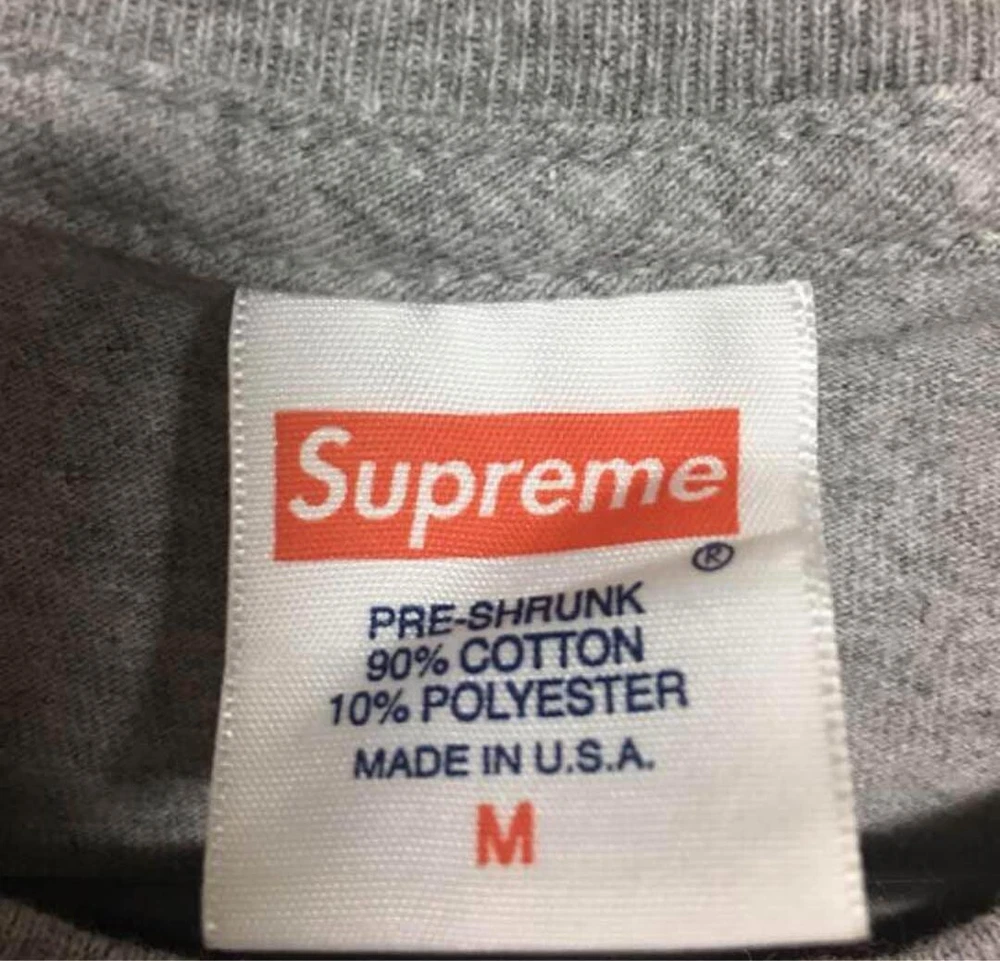 Supreme
®
PRE-SHRUNK
90% COTTON
10% POLYESTER
MADE IN U.S.A.
M